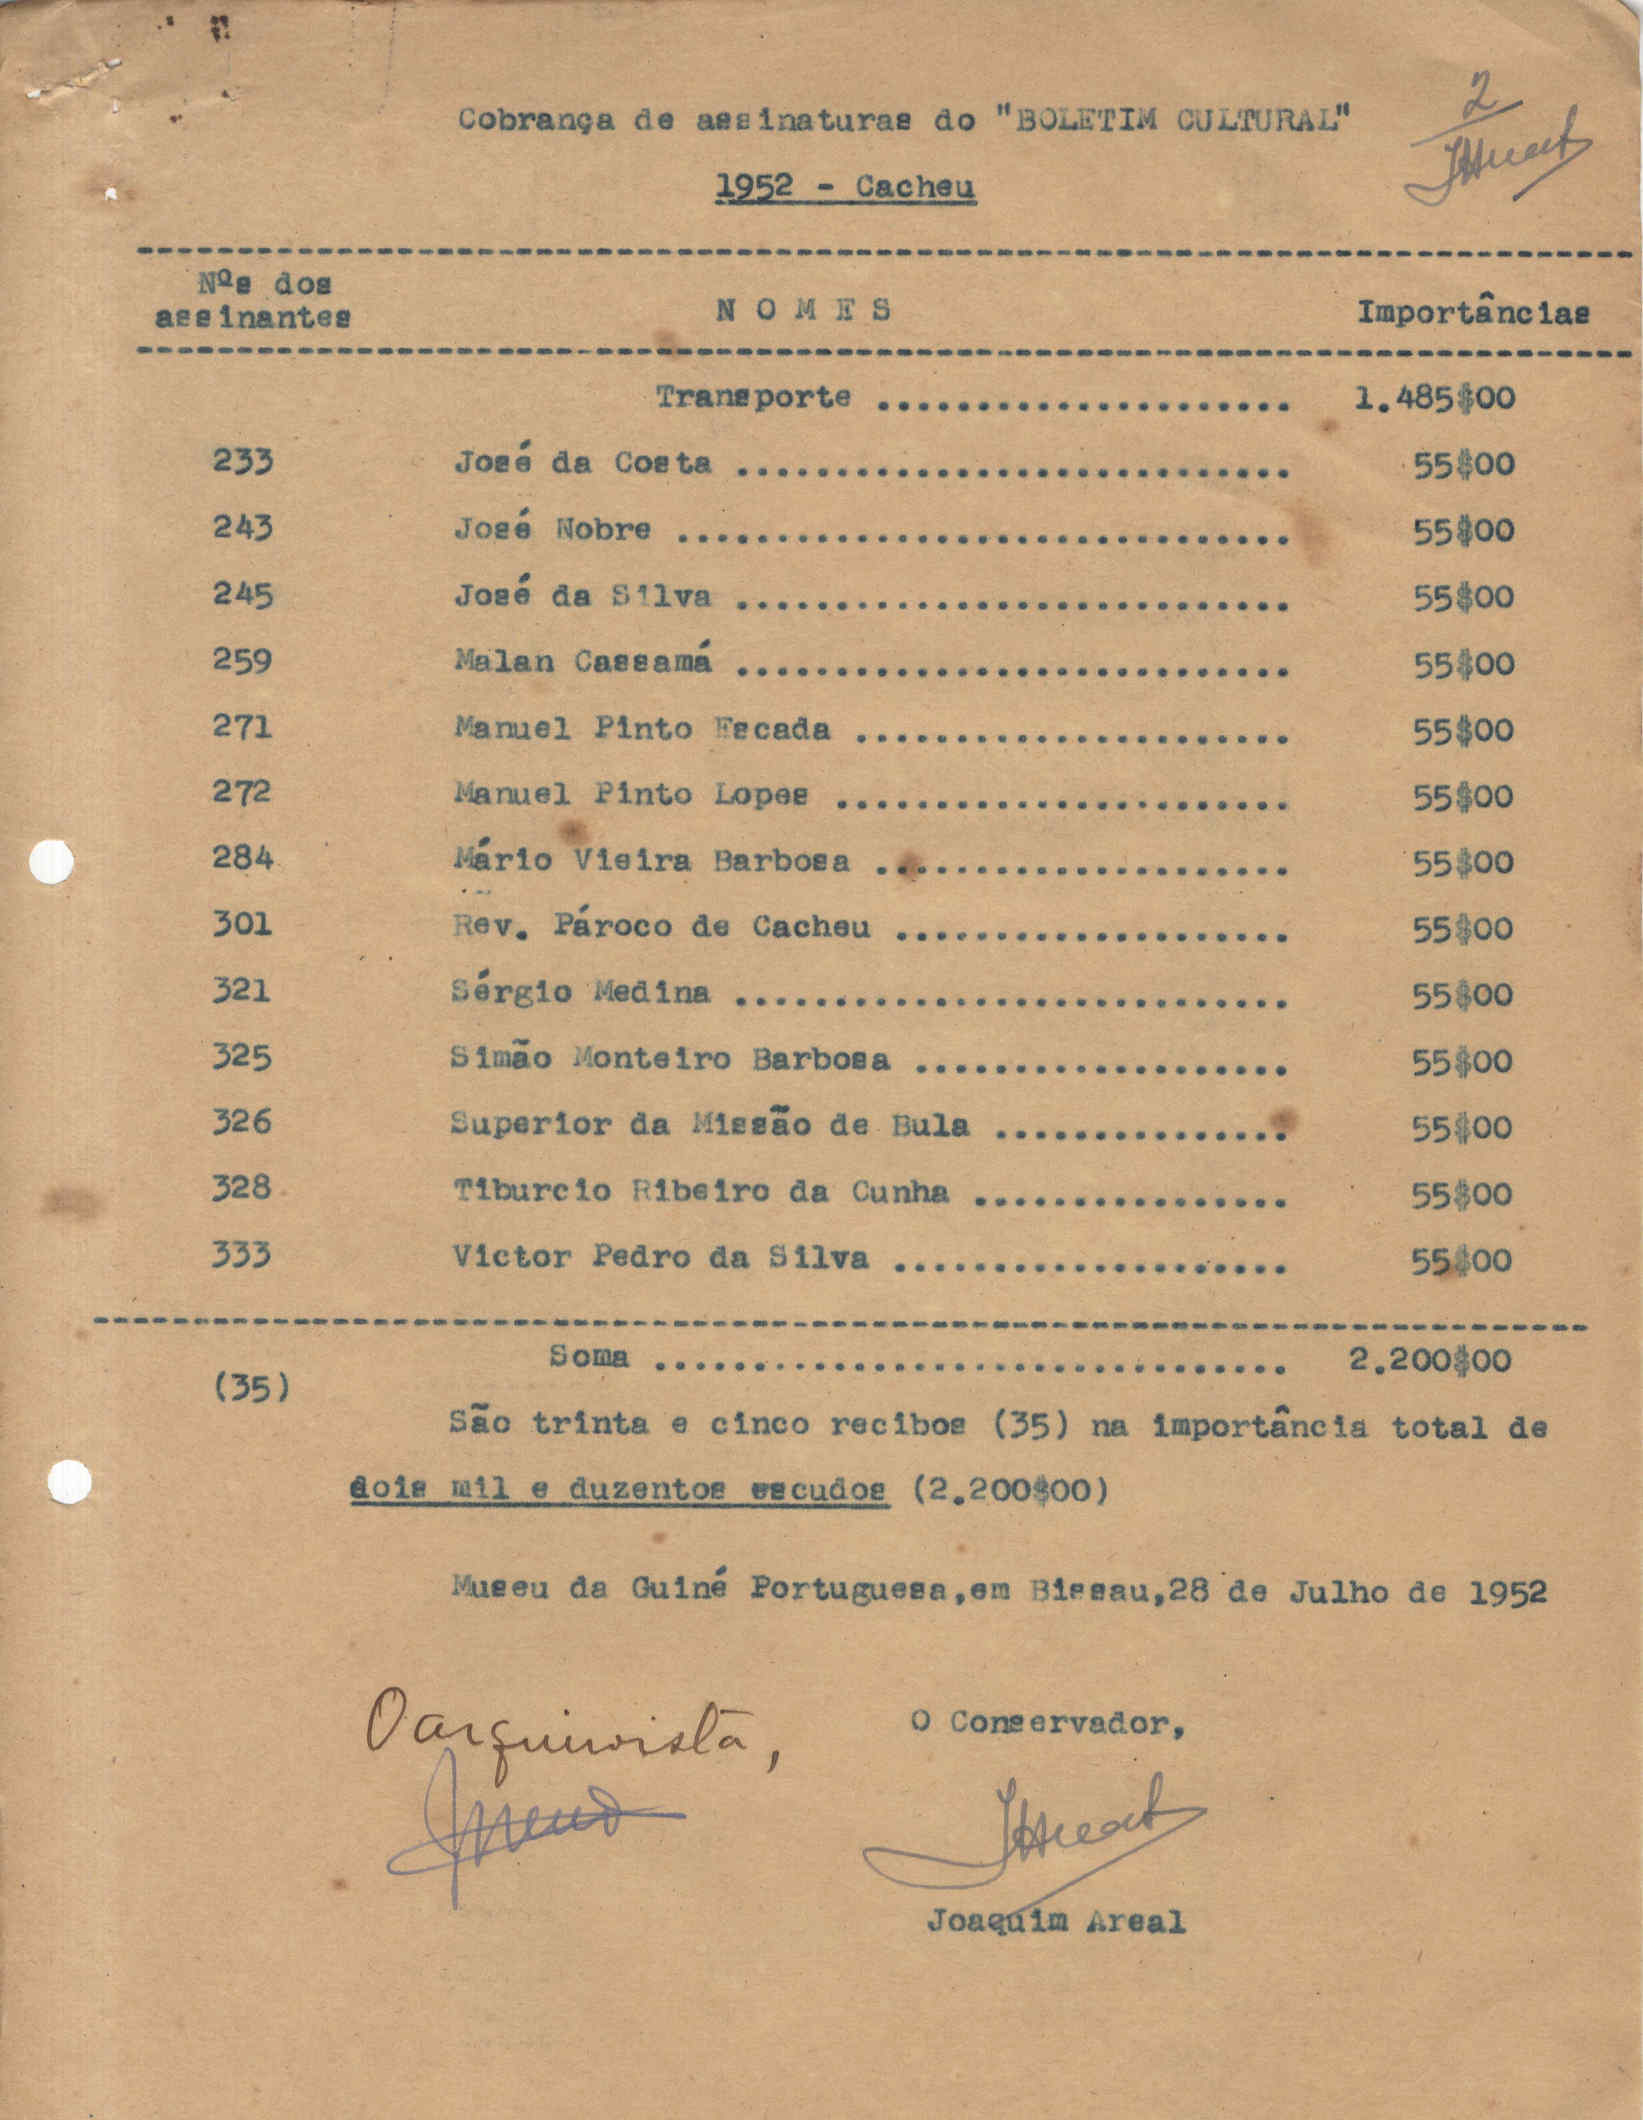 2
Cobrança de assinaturas do "BOLETIM CULTURAL"
1952 - Cacheu
Nºs dos
assinantes
N O M E S
Importâncias
Transporte ..................... 1.485$00
233 José da Costa ............................ 55$00
243 José Nobre ............................... 55$00
245 José da Silva ............................ 55$00
259 Malan Cassamá ............................ 55$00
271 Manuel Pinto Escada ...................... 55$00
272 Manuel Pinto Lopes ....................... 55$00
284 Mário Vieira Barbosa ..................... 55$00
301 Rev. Pároco de Cacheu .................... 55$00
321 Sérgio Medina ............................ 55$00
325 Simão Monteiro Barbosa ................... 55$00
326 Superior da Missão de Bula ............... 55$00
328 Tiburcio Ribeiro da Cunha ................ 55$00
333 Victor Pedro da Silva .................... 55$00
Soma ................................ 2.200$00
(35)
São trinta e cinco recibos (35) na importância total de
dois mil e duzentos escudos (2.200$00)
Museu da Guiné Portuguesa,em Bissau,28 de Julho de 1952
O arquivista,
O Conservador,
Joaquim Areal